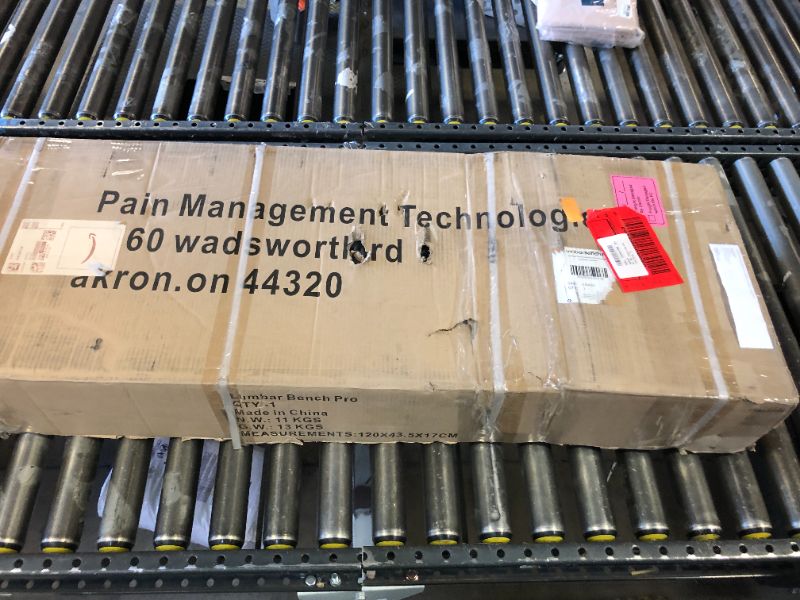 Pain Management Technologi
60 wadsworth rd
akron.on 44320
Lumbar Bench Pro
QTY:1
Made in China
N.W.: 11 KGS
G.W.: 13 KGS
MEASUREMENTS:120X43.5X17CM